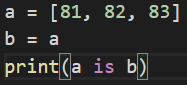 a = [81, 82, 83]
b = a
print(a is b)